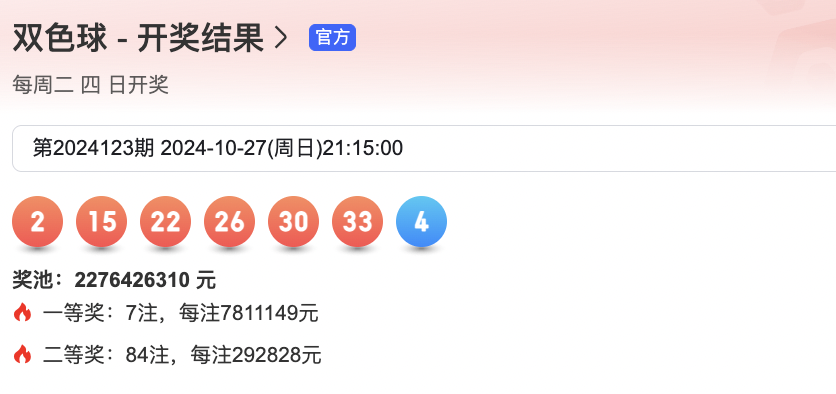 双色球 - 开奖结果 > 官方
每周二 四 日开奖
第2024123期 2024-10-27(周日)21:15:00
2 15 22 26 30 33 4
奖池：2276426310 元
一等奖：7注，每注7811149元
二等奖：84注，每注292828元